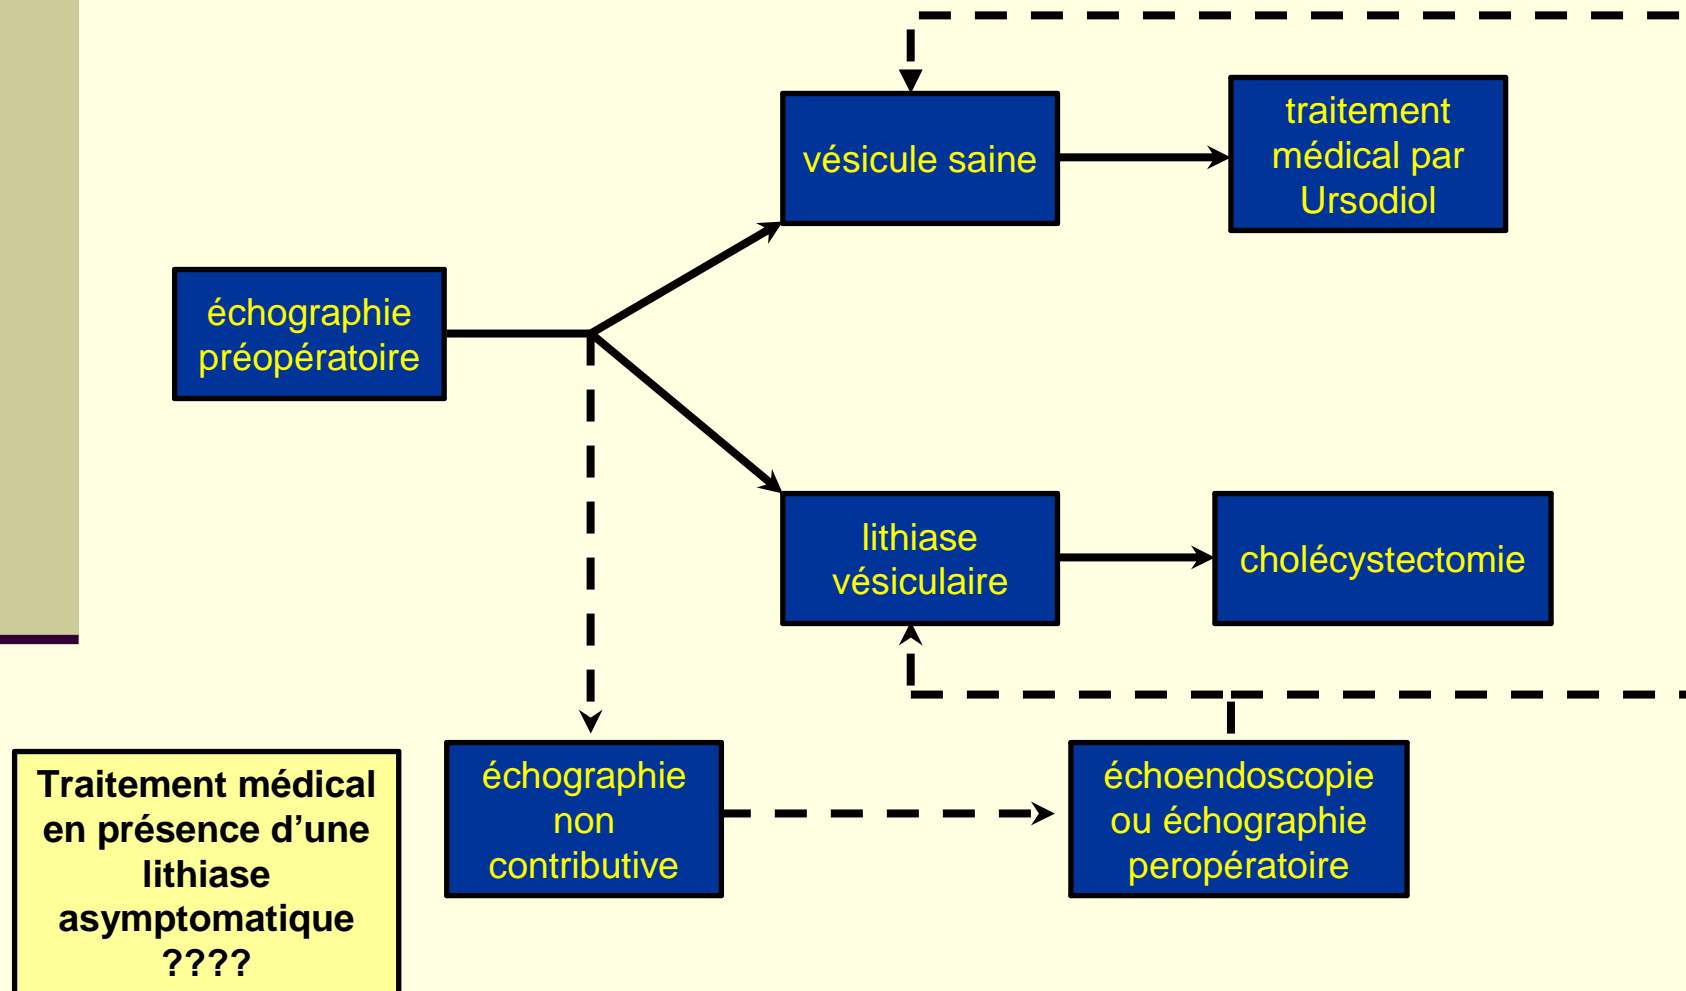 traitement
médical par
Ursodiol
vésicule saine
échographie
préopératoire
lithiase
vésiculaire
cholécystectomie
échographie
non
contributive
échoendoscopie
ou échographie
peropératoire
Traitement médical
en présence d’une
lithiase
asymptomatique
????